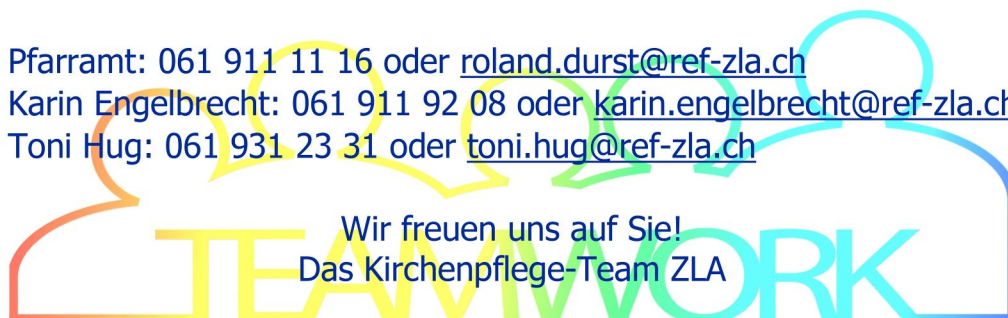 Pfarramt: 061 911 11 16 oder roland.durst@ref-zla.ch
Karin Engelbrecht: 061 911 92 08 oder karin.engelbrecht@ref-zla.ch
Toni Hug: 061 931 23 31 oder toni.hug@ref-zla.ch
Wir freuen uns auf Sie!
Das Kirchenpflege-Team ZLA
TEAMWORK